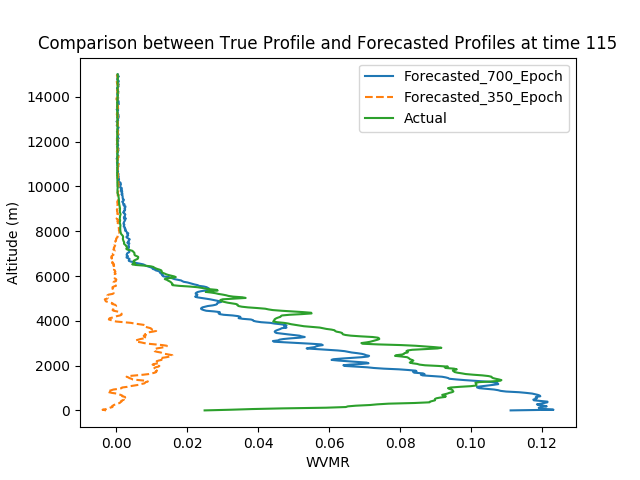 Comparison between True Profile and Forecasted Profiles at time 115
Forecasted_700_Epoch
Forecasted_350_Epoch
Actual
14000
12000
10000
8000
6000
4000
2000
0
Altitude (m)
0.00 0.02 0.04 0.06 0.08 0.10 0.12
WVMR